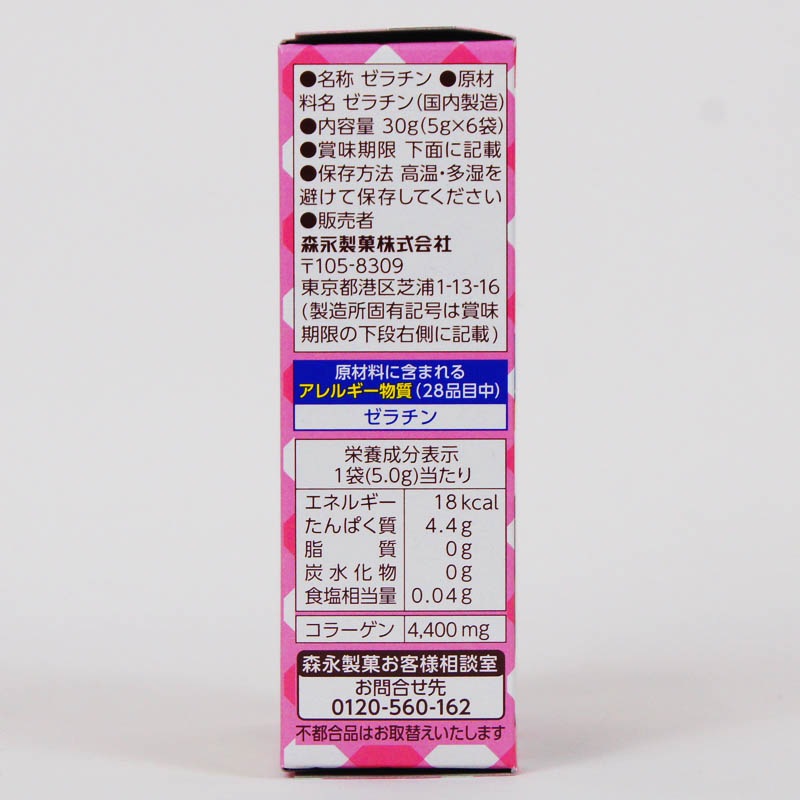 ●名称 ゼラチン ●原材
料名 ゼラチン(国内製造)
●内容量 30g(5g×6袋)
●賞味期限 下面に記載
●保存方法 高温・多湿を
避けて保存してください
●販売者
森永製菓株式会社
〒105-8309
東京都港区芝浦1-13-16
(製造所固有記号は賞味
期限の下段右側に記載)
原材料に含まれる
アレルギー物質(28品目中)
ゼラチン
栄養成分表示
1袋(5.0g)当たり
エネルギー 18kcal
たんぱく質 4.4g
脂質 0g
炭水化物 0g
食塩相当量 0.04g
コラーゲン 4,400mg
森永製菓お客様相談室
お問合せ先
0120-560-162
不都合品はお取替えいたします